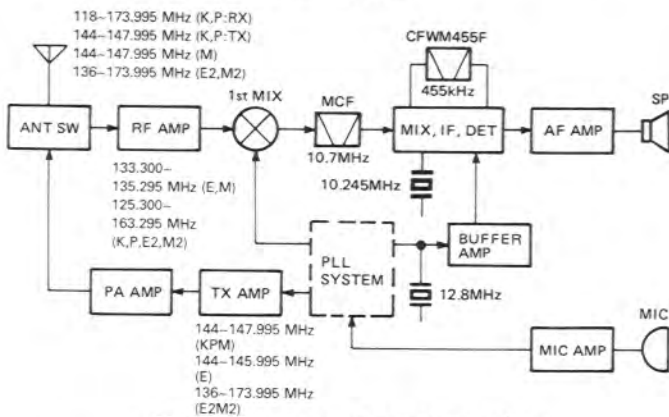 118~173.995 MHz (K,P:RX)
144~147.995 MHz (K,P:TX)
144~147.995 MHz (M)
136~173.995 MHz (E2,M2)
CFWM455F
455kHz
1st MIX
MCF
SP
ANT SW
RF AMP
MIX, IF, DET
AF AMP
10.7MHz
133.300~
135.295 MHz (E,M)
125.300~
163.295 MHz
(K,P,E2,M2)
10.245MHz
PLL
SYSTEM
BUFFER
AMP
PA AMP
TX AMP
12.8MHz
144~147.995 MHz
(KPM)
144~145.995 MHz
(E)
136~173.995 MHz
(E2M2)
MIC AMP
MIC